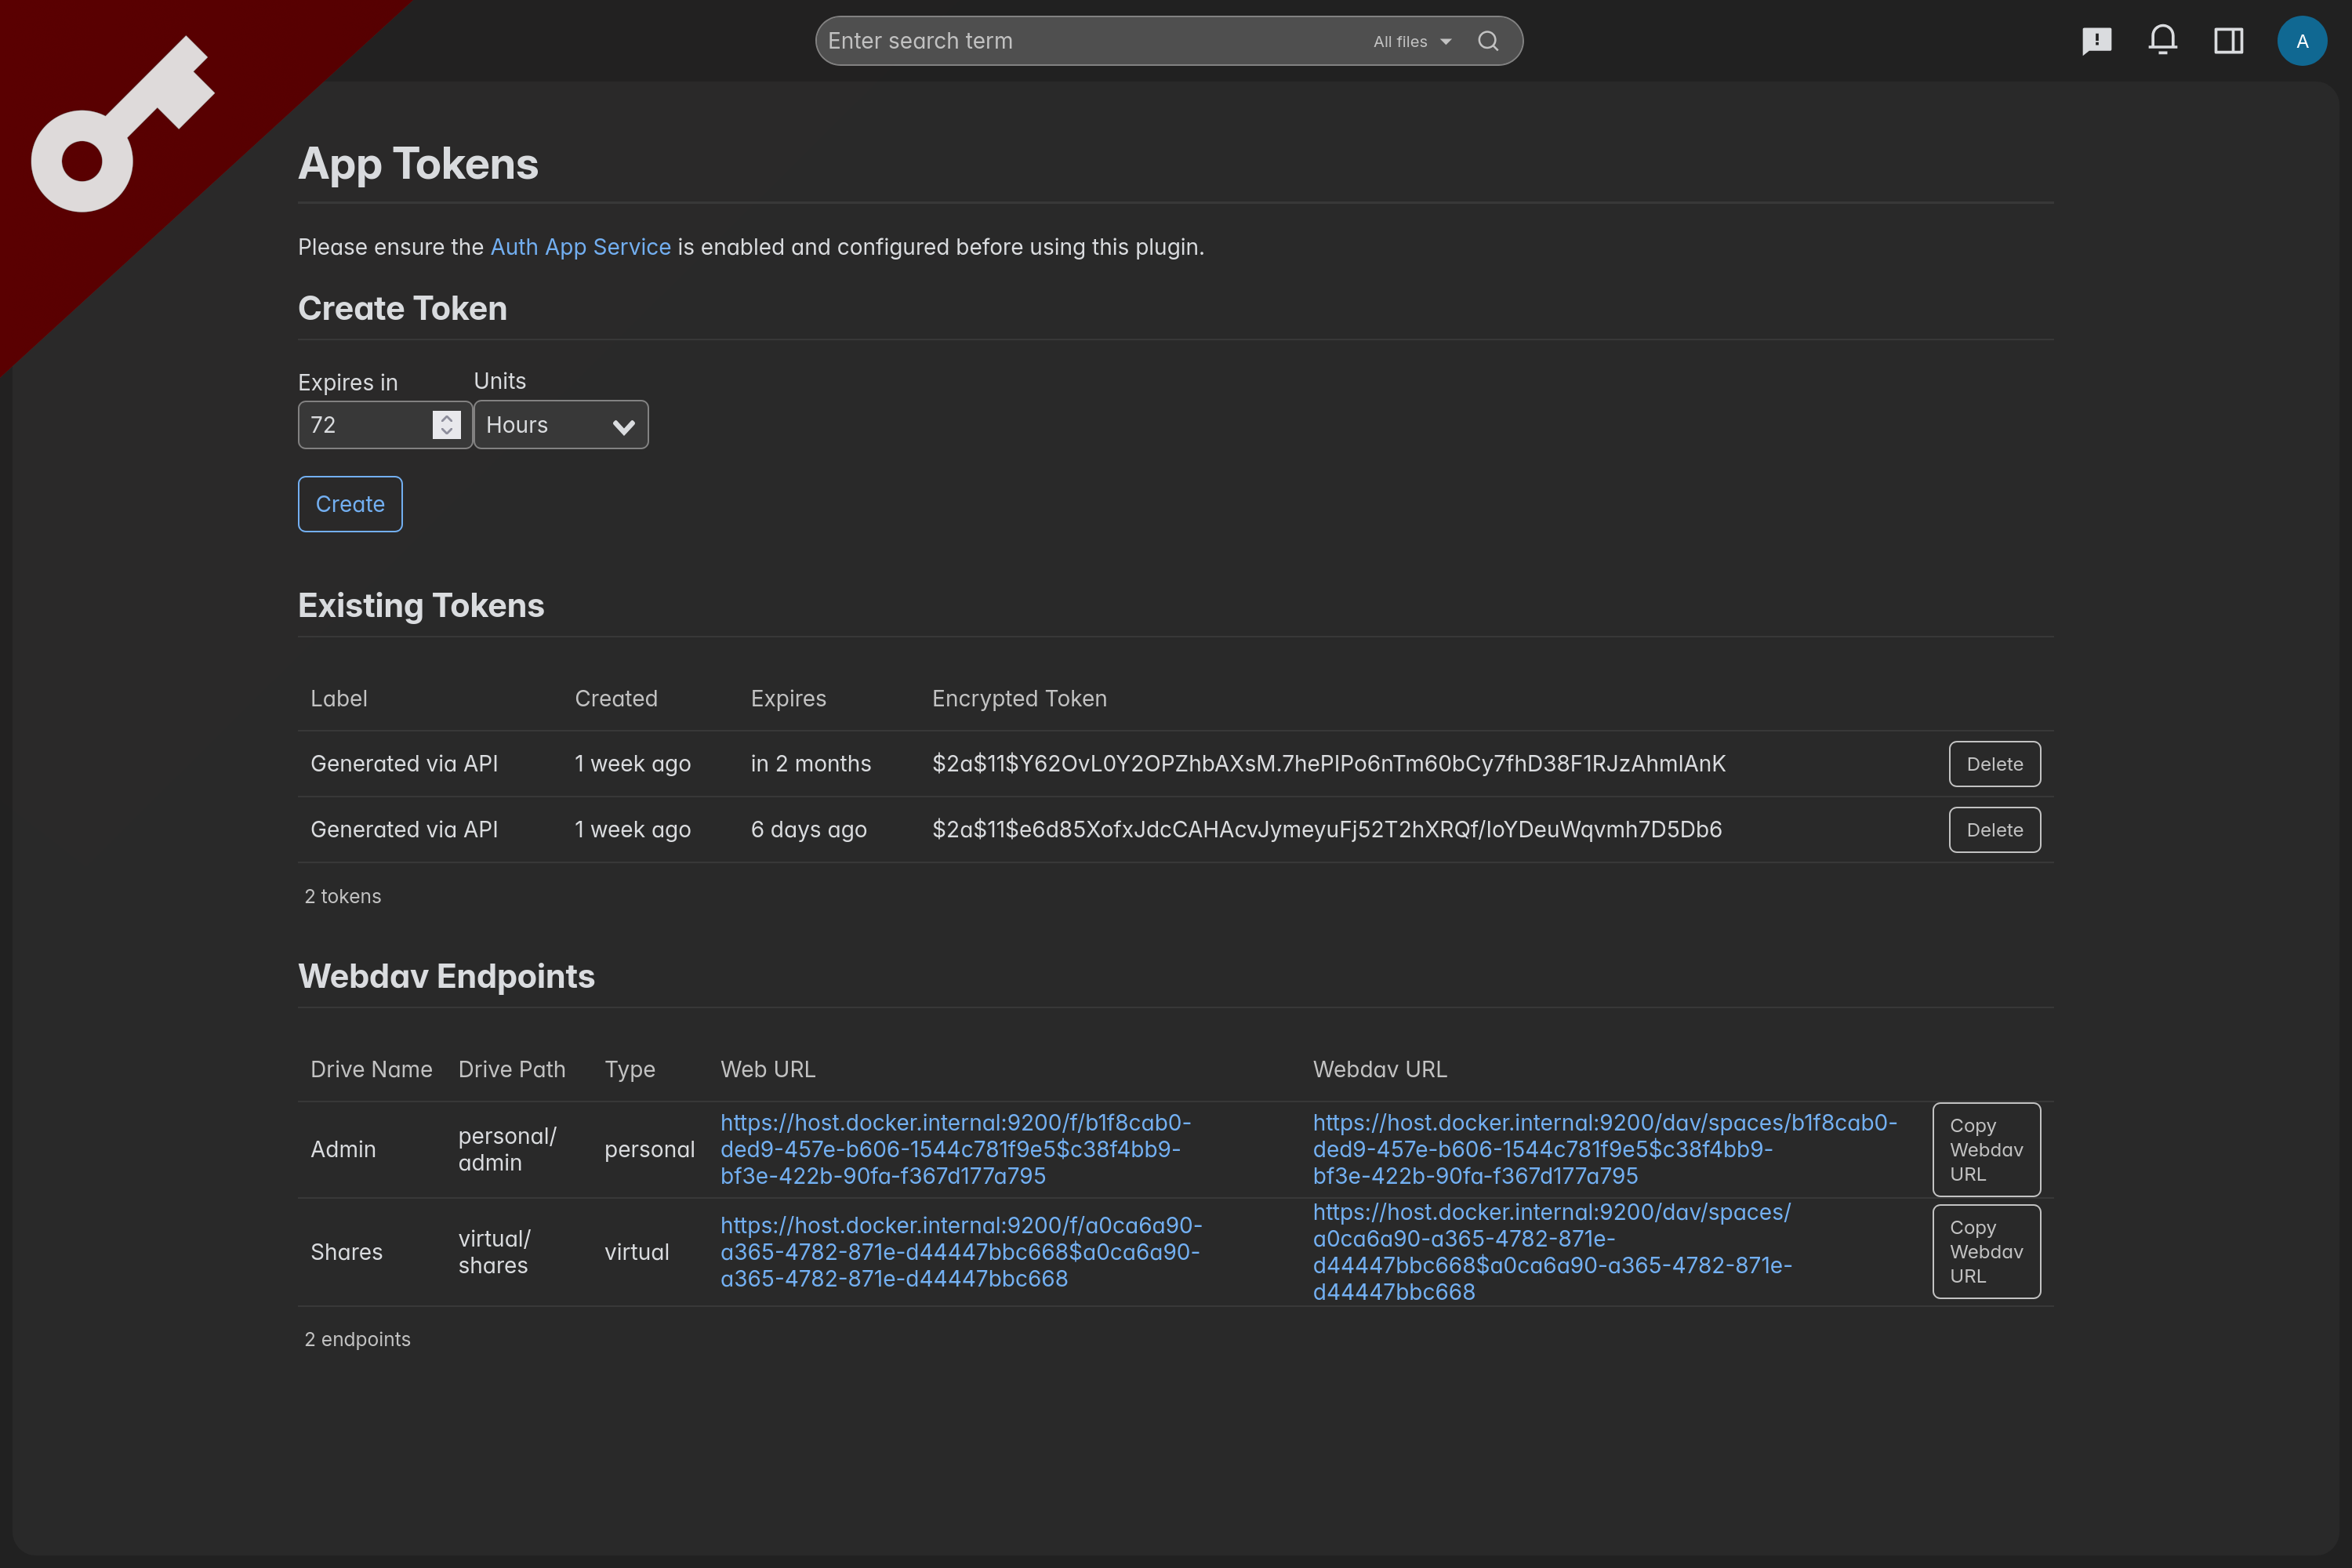 Enter search term All files
A
App Tokens
Please ensure the Auth App Service is enabled and configured before using this plugin.
Create Token
Expires in Units
72 Hours
Create
Existing Tokens
Label Created Expires Encrypted Token
Generated via API 1 week ago in 2 months $2a$11$Y62OvL0Y2OPZhbAXsM.7hePIPo6nTm60bCy7fhD38F1RJzAhmlAnK Delete
Generated via API 1 week ago 6 days ago $2a$11$e6d85XofxJdcCAHAcvJymeyuFj52T2hXRQf/IoYDeuWqvmh7D5Db6 Delete
2 tokens
Webdav Endpoints
Drive Name Drive Path Type Web URL Webdav URL
Admin
personal/
admin
personal
https://host.docker.internal:9200/f/b1f8cab0-
ded9-457e-b606-1544c781f9e5$c38f4bb9-
bf3e-422b-90fa-f367d177a795
https://host.docker.internal:9200/dav/spaces/b1f8cab0-
ded9-457e-b606-1544c781f9e5$c38f4bb9-
bf3e-422b-90fa-f367d177a795
Copy
Webdav
URL
Shares
virtual/
shares
virtual
https://host.docker.internal:9200/f/a0ca6a90-
a365-4782-871e-d44447bbc668$a0ca6a90-
a365-4782-871e-d44447bbc668
https://host.docker.internal:9200/dav/spaces/
a0ca6a90-a365-4782-871e-
d44447bbc668$a0ca6a90-a365-4782-871e-
d44447bbc668
Copy
Webdav
URL
2 endpoints